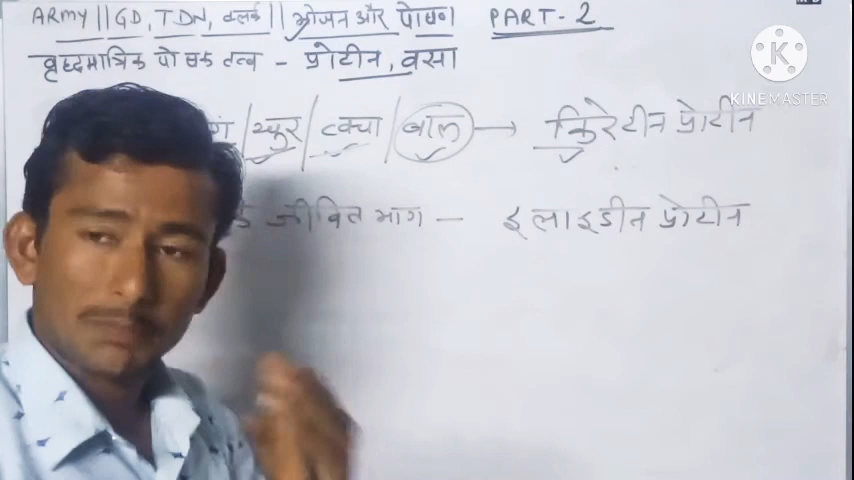 ARMY || GD, TDN, क्लर्क || भोजन और पोषण PART-2
वृहदमात्रिक पोषक तत्व - प्रोटीन, वसा
KINEMASTER
खुर / त्वचा / बाल → किरेटीन प्रोटीन
जीवित भाग - इलाइडीन प्रोटीन